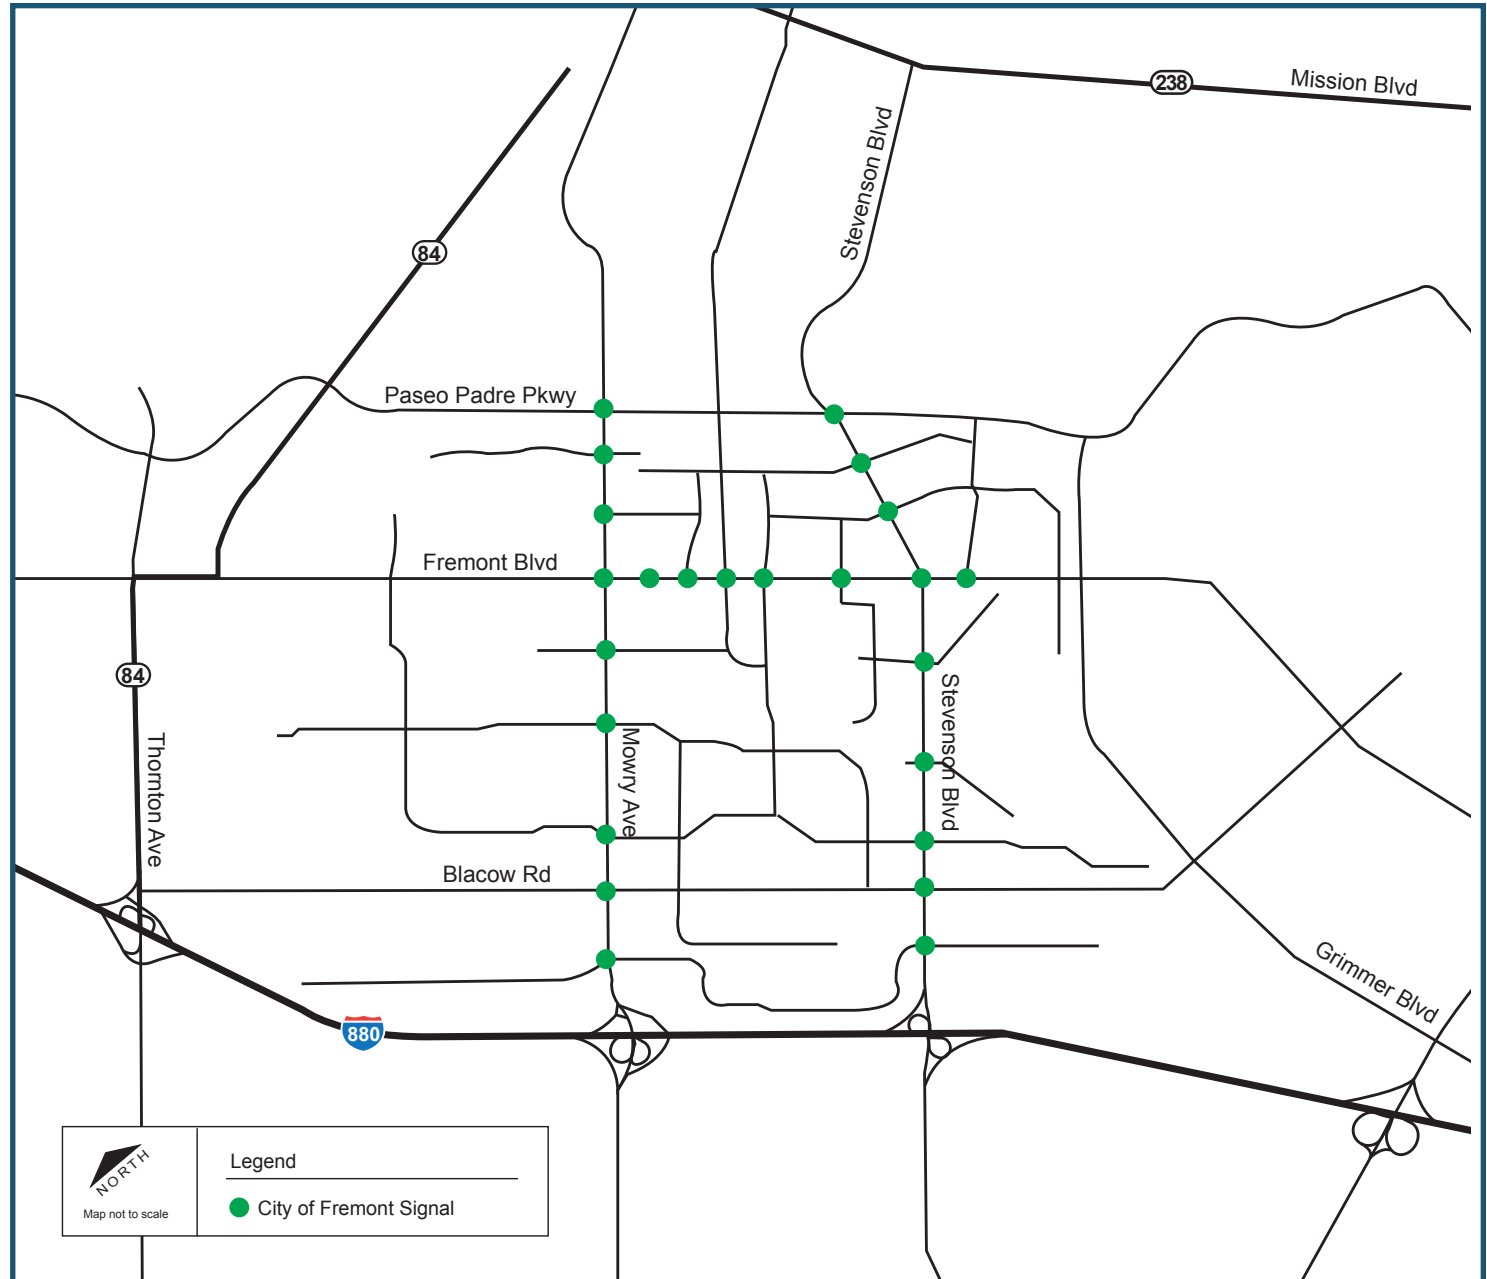 238
Mission Blvd
Stevenson Blvd
84
Paseo Padre Pkwy
Fremont Blvd
84
Thornton Ave
Mowry Ave
Stevenson Blvd
Blacow Rd
Grimmer Blvd
880
NORTH
Map not to scale
Legend
City of Fremont Signal